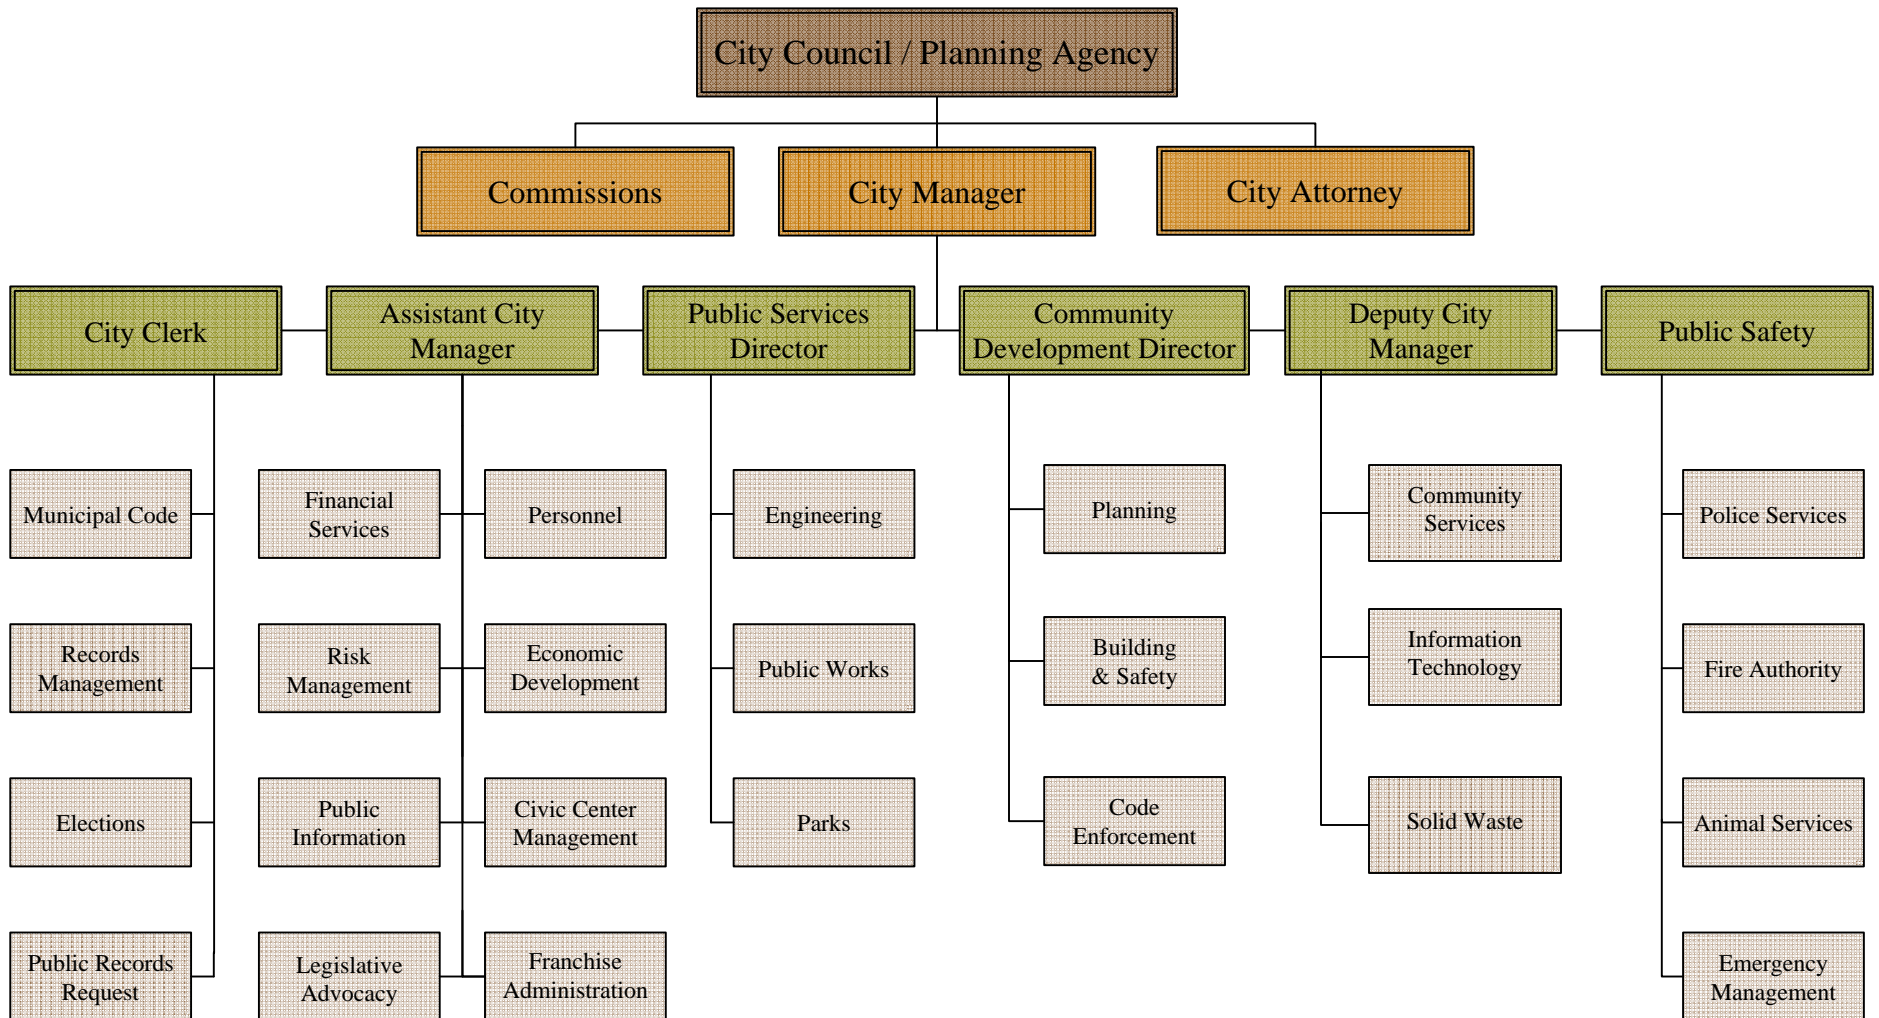 City Council / Planning Agency
Commissions
City Manager
City Attorney
City Clerk
Assistant City
Manager
Public Services
Director
Community
Development Director
Deputy City
Manager
Public Safety
Municipal Code
Financial
Services
Personnel
Engineering
Planning
Community
Services
Police Services
Records
Management
Risk
Management
Economic
Development
Public Works
Building
& Safety
Information
Technology
Fire Authority
Elections
Public
Information
Civic Center
Management
Parks
Code
Enforcement
Solid Waste
Animal Services
Public Records
Request
Legislative
Advocacy
Franchise
Administration
Emergency
Management